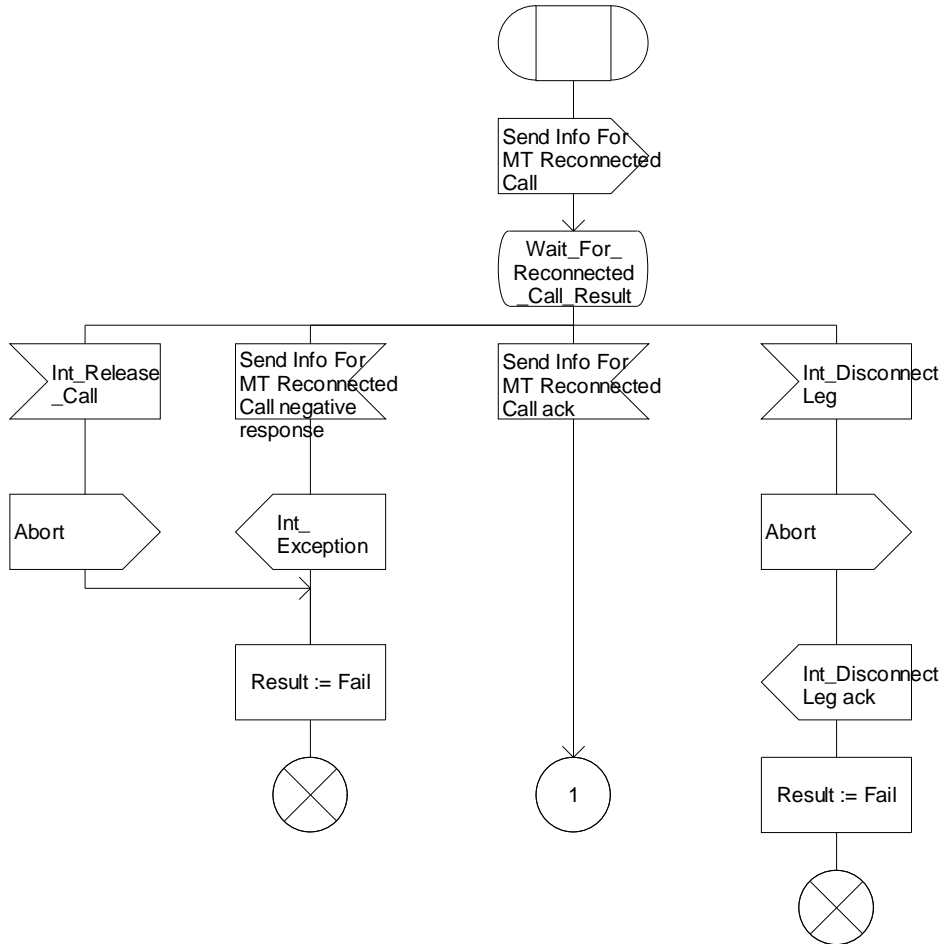 Send Info For
MT Reconnected
Call
Wait_For_
Reconnected
_Call_Result
Int_Release
_Call
Send Info For
MT Reconnected
Call negative
response
Send Info For
MT Reconnected
Call ack
Int_Disconnect
Leg
Abort
Int_
Exception
Abort
Result := Fail
Int_Disconnect
Leg ack
1
Result := Fail